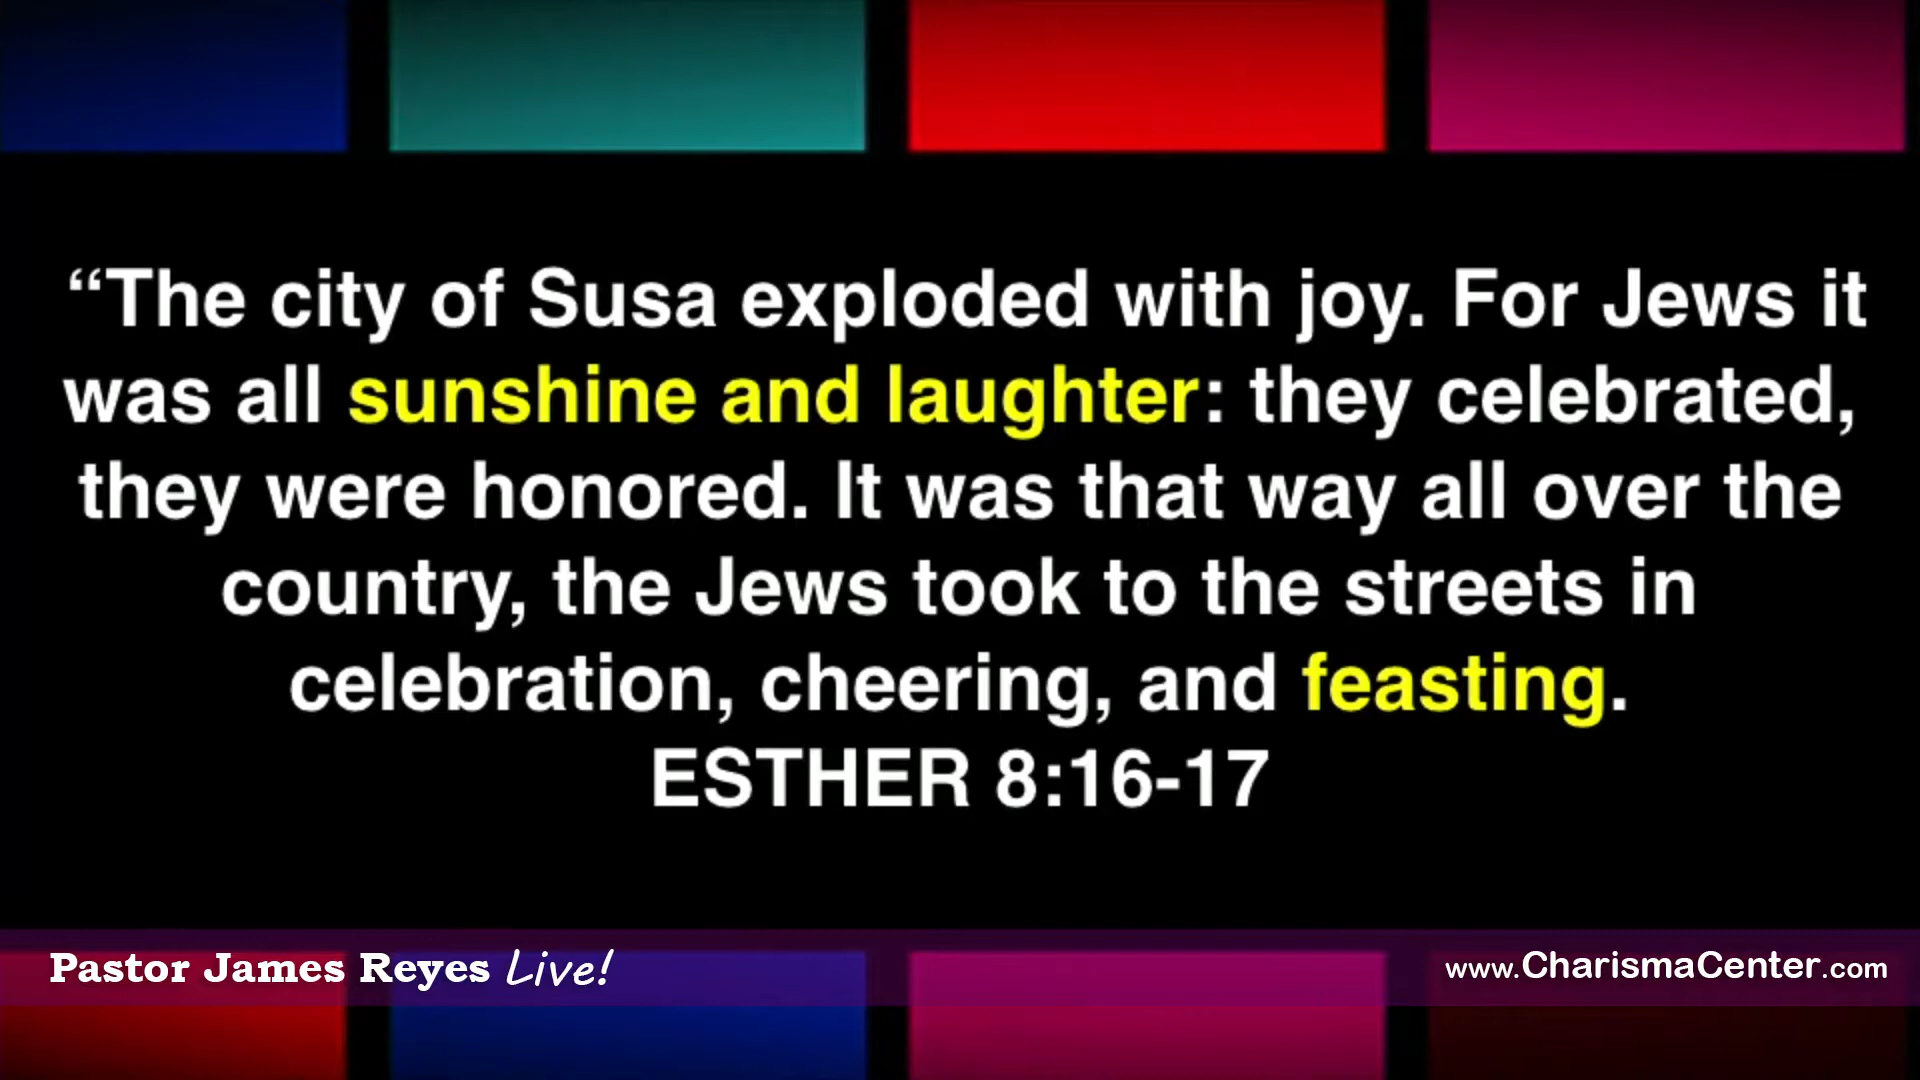 “The city of Susa exploded with joy. For Jews it
was all sunshine and laughter: they celebrated,
they were honored. It was that way all over the
country, the Jews took to the streets in
celebration, cheering, and feasting.
ESTHER 8:16-17
Pastor James Reyes Live!
www.CharismaCenter.com